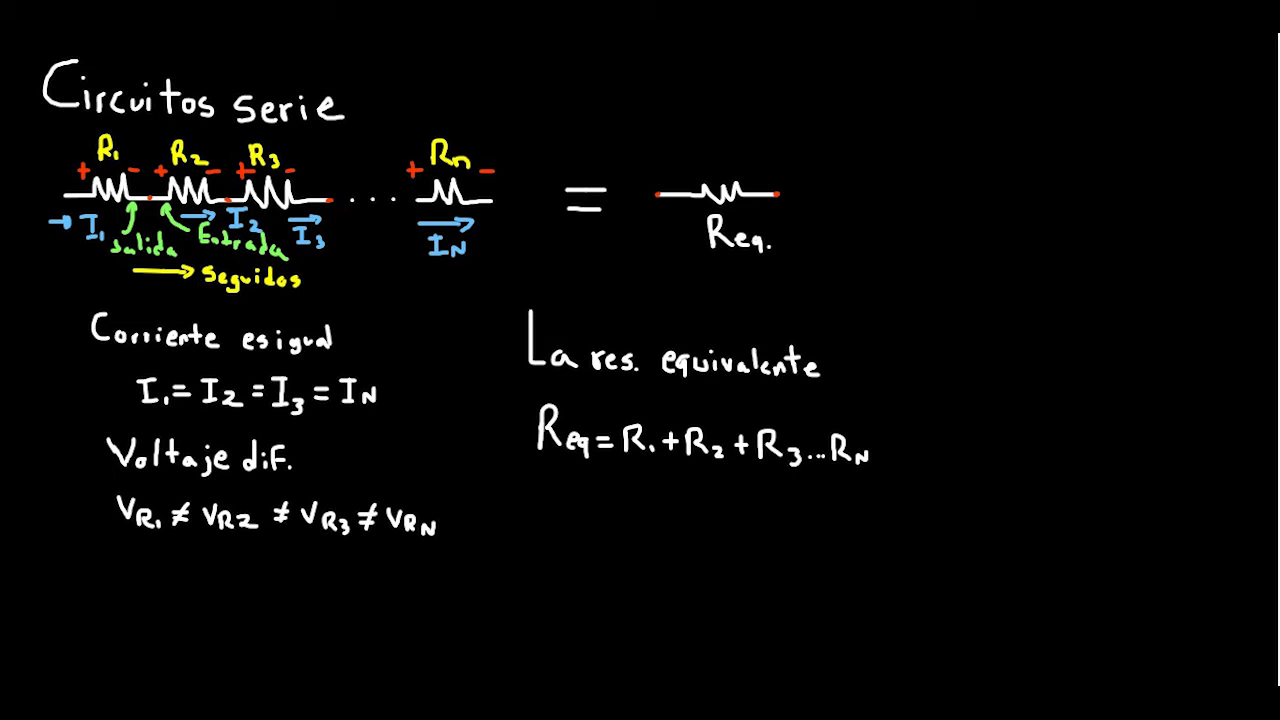 Circuitos serie
R1 R2 R3 ... Rn
+ - + - + - + -
= Req.
I1 I2 I3 IN
Salida Entrada
→ Seguidos
Corriente es igual
I1 = I2 = I3 = IN
Voltaje dif.
VR1 ≠ VR2 ≠ VR3 ≠ VRN
La res. equivalente
Req = R1 + R2 + R3 ... RN